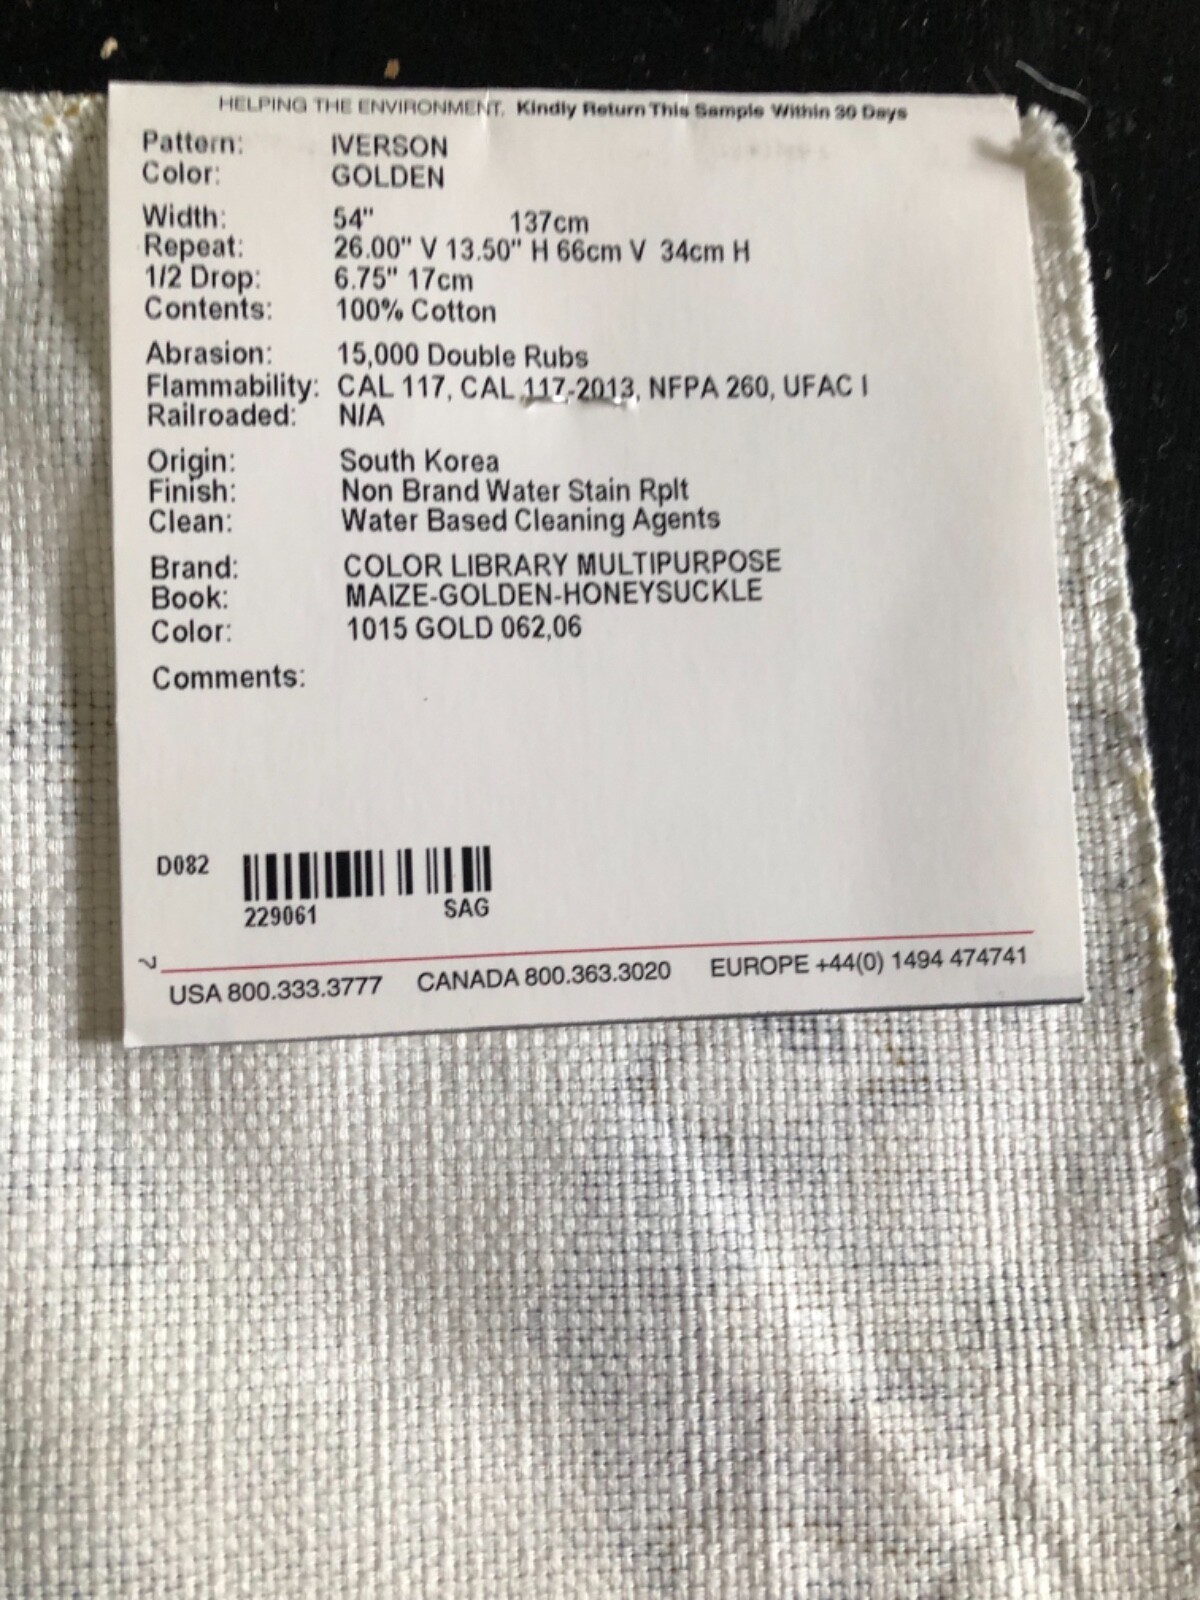 HELPING THE ENVIRONMENT. Kindly Return This Sample Within 30 Days
Pattern: IVERSON
Color: GOLDEN
Width: 54" 137cm
Repeat: 26.00" V 13.50" H 66cm V 34cm H
1/2 Drop: 6.75" 17cm
Contents: 100% Cotton
Abrasion: 15,000 Double Rubs
Flammability: CAL 117, CAL 117-2013, NFPA 260, UFAC I
Railroaded: N/A
Origin: South Korea
Finish: Non Brand Water Stain Rplt
Clean: Water Based Cleaning Agents
Brand: COLOR LIBRARY MULTIPURPOSE
Book: MAIZE-GOLDEN-HONEYSUCKLE
Color: 1015 GOLD 062,06
Comments:
D082
229061 SAG
7
USA 800.333.3777 CANADA 800.363.3020 EUROPE +44(0) 1494 474741